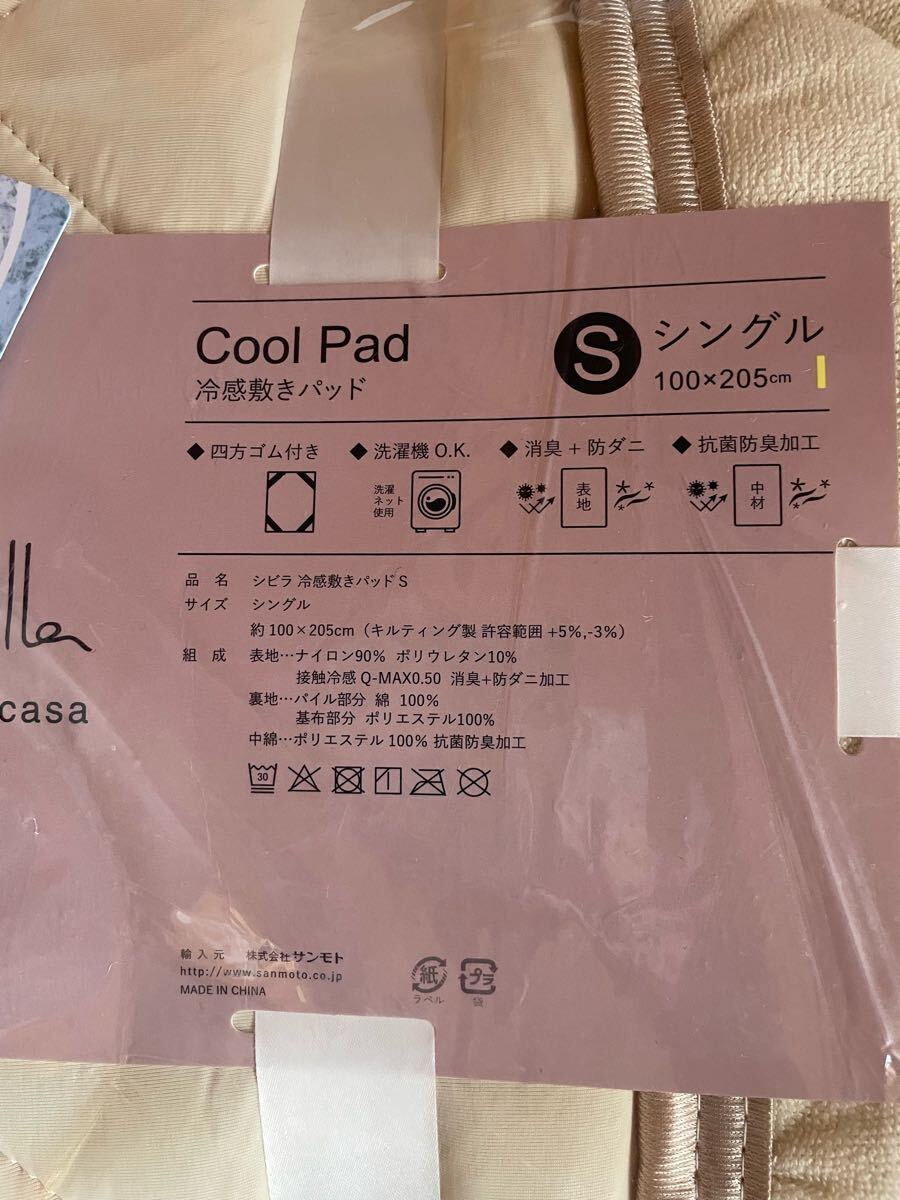 Cool Pad
冷感敷きパッド
S シングル
100×205cm
◆四方ゴム付き ◆洗濯機 O.K. ◆消臭+防ダニ ◆抗菌防臭加工
洗濯
ネット
使用
表地
中材
品 名 シビラ 冷感敷きパッド S
サイズ シングル
約 100×205cm（キルティング製 許容範囲 +5%,-3%）
組 成 表地…ナイロン90% ポリウレタン10%
接触冷感 Q-MAX0.50 消臭+防ダニ加工
裏地…パイル部分 綿 100%
基布部分 ポリエステル100%
中綿…ポリエステル 100% 抗菌防臭加工
30
casa
輸 入 元 株式会社 サンモト
http://www.sanmoto.co.jp
MADE IN CHINA
紙
ラベル
プラ
袋